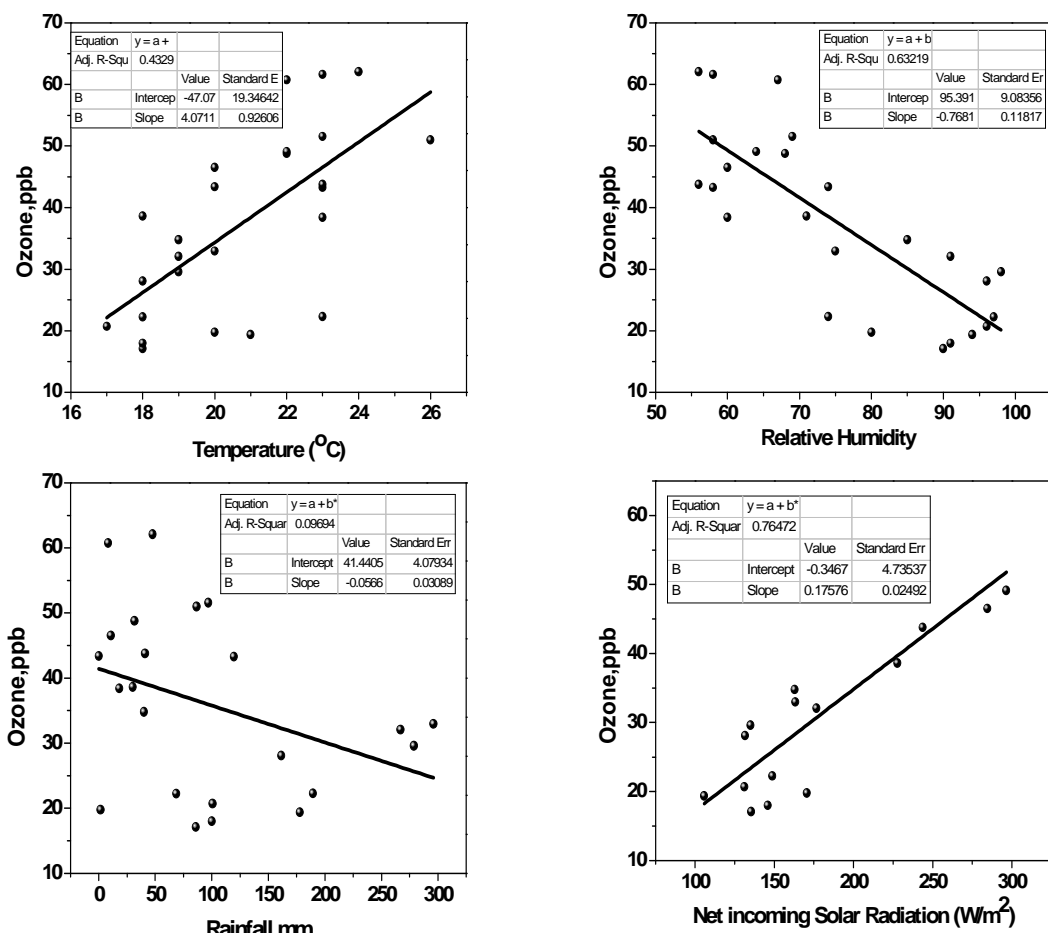 70
60
50
40
30
20
10
Ozone,ppb
Equation y = a +
Adj. R-Squ 0.4329
Value Standard E
B Intercep -47.07 19.34642
B Slope 4.0711 0.92606
16 18 20 22 24 26
Temperature (OC)
70
60
50
40
30
20
10
Ozone,ppb
Equation y = a + b
Adj. R-Squ 0.63219
Value Standard Er
B Intercep 95.391 9.08356
B Slope -0.7681 0.11817
50 60 70 80 90 100
Relative Humidity
70
60
50
40
30
20
10
Ozone,ppb
Equation y = a + b*
Adj. R-Squar 0.09694
Value Standard Err
B Intercept 41.4405 4.07934
B Slope -0.0566 0.03089
0 50 100 150 200 250 300
Rainfall mm
60
50
40
30
20
10
Ozone,ppb
Equation y = a + b*
Adj. R-Squar 0.76472
Value Standard Err
B Intercept -0.3467 4.73537
B Slope 0.17576 0.02492
100 150 200 250 300
Net incoming Solar Radiation (W/m2)